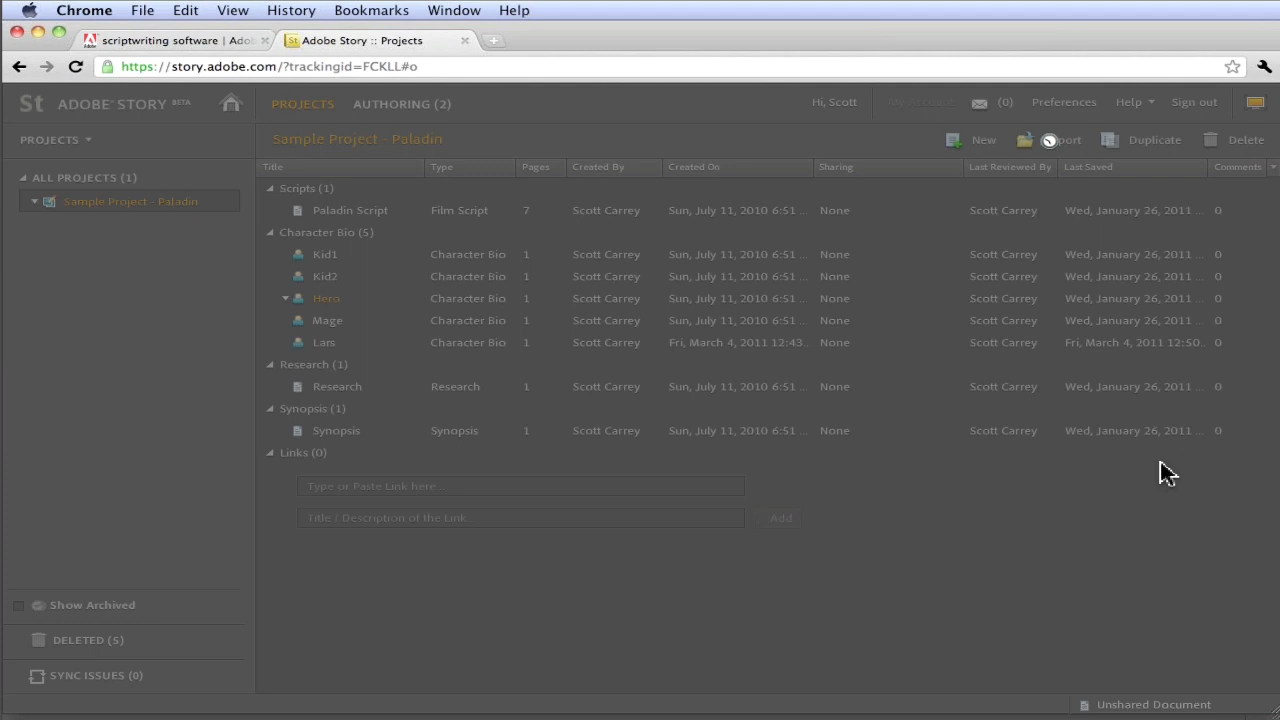 Chrome File Edit View History Bookmarks Window Help
scriptwriting software | Adob
Adobe Story :: Projects
https://story.adobe.com/?trackingid=FCKLL#o
St ADOBE STORY BETA PROJECTS AUTHORING (2) Hi, Scott My Account (0) Preferences Help Sign out
PROJECTS Sample Project - Paladin New port Duplicate Delete
Title Type Pages Created By Created On Sharing Last Reviewed By Last Saved Comments
ALL PROJECTS (1)
Sample Project - Paladin
Scripts (1)
Paladin Script Film Script 7 Scott Carrey Sun, July 11, 2010 6:51 ... None Scott Carrey Wed, January 26, 2011 ... 0
Character Bio (5)
Kid1 Character Bio 1 Scott Carrey Sun, July 11, 2010 6:51 ... None Scott Carrey Wed, January 26, 2011 ... 0
Kid2 Character Bio 1 Scott Carrey Sun, July 11, 2010 6:51 ... None Scott Carrey Wed, January 26, 2011 ... 0
Hero Character Bio 1 Scott Carrey Sun, July 11, 2010 6:51 ... None Scott Carrey Wed, January 26, 2011 ... 0
Mage Character Bio 1 Scott Carrey Sun, July 11, 2010 6:51 ... None Scott Carrey Wed, January 26, 2011 ... 0
Lars Character Bio 1 Scott Carrey Fri, March 4, 2011 12:43.. None Scott Carrey Fri, March 4, 2011 12:50.. 0
Research (1)
Research Research 1 Scott Carrey Sun, July 11, 2010 6:51 ... None Scott Carrey Wed, January 26, 2011 ... 0
Synopsis (1)
Synopsis Synopsis 1 Scott Carrey Sun, July 11, 2010 6:51 ... None Scott Carrey Wed, January 26, 2011 ... 0
Links (0)
Type or Paste Link here...
Title / Description of the Link. Add
Show Archived
DELETED (5)
SYNC ISSUES (0)
Unshared Document